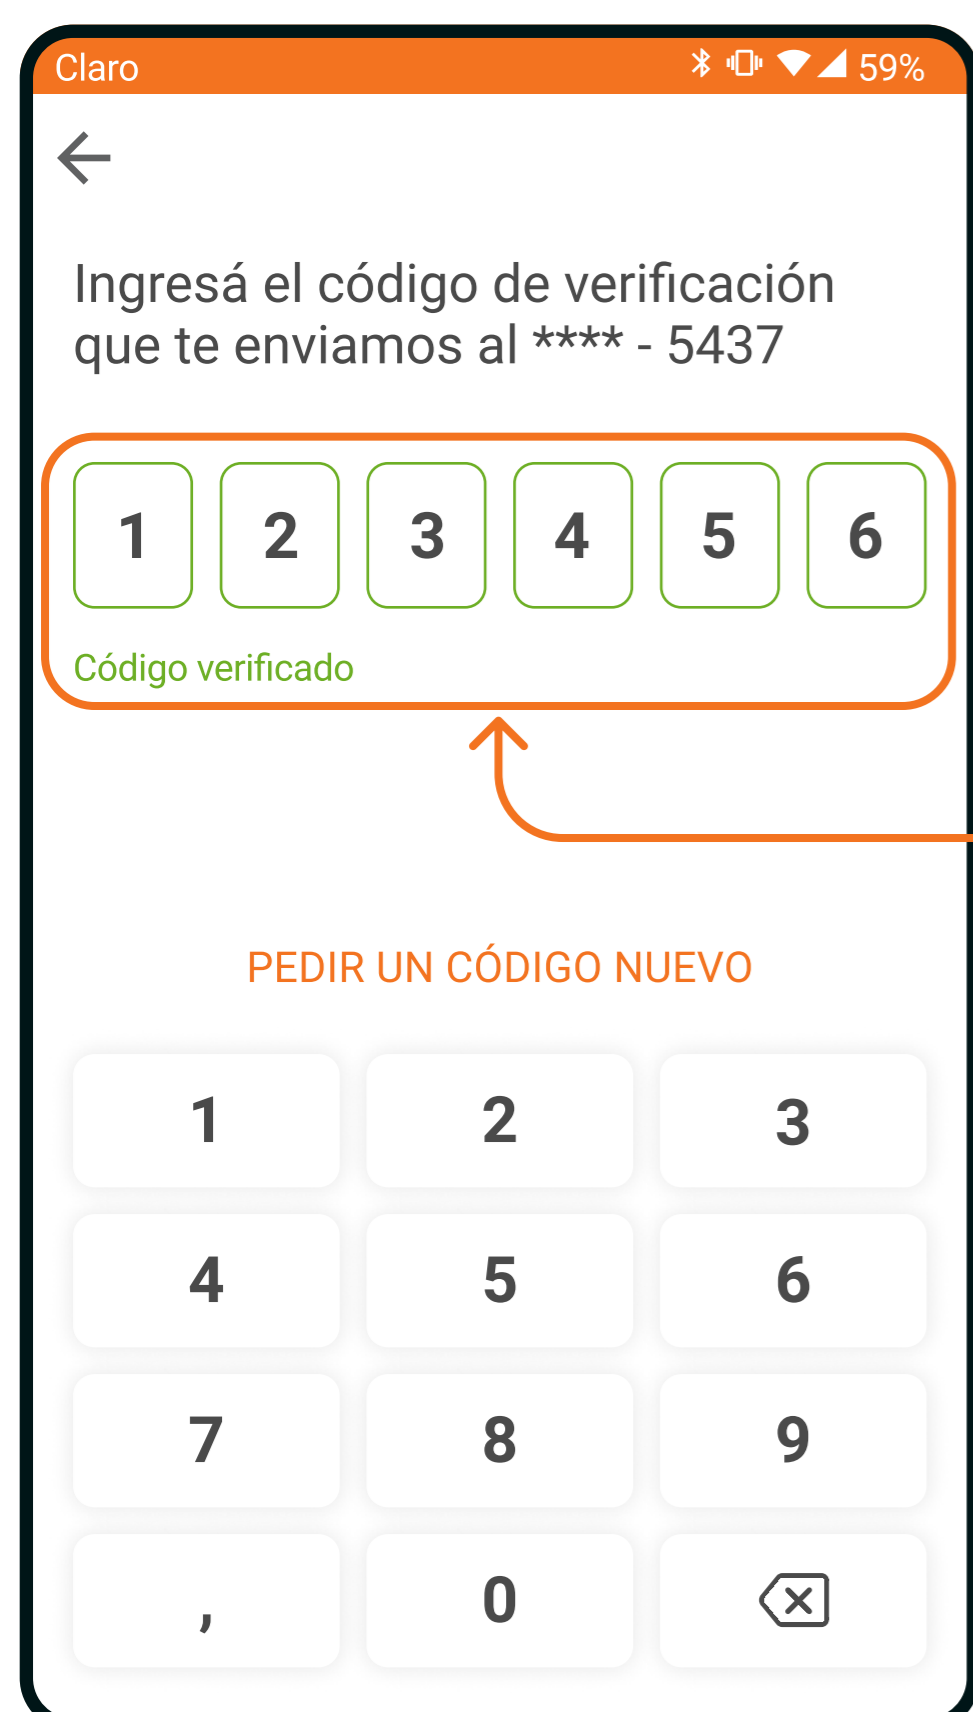 Claro 59%
Ingresá el código de verificación
que te enviamos al **** - 5437
1 2 3 4 5 6
Código verificado
PEDIR UN CÓDIGO NUEVO
1 2 3
4 5 6
7 8 9
, 0